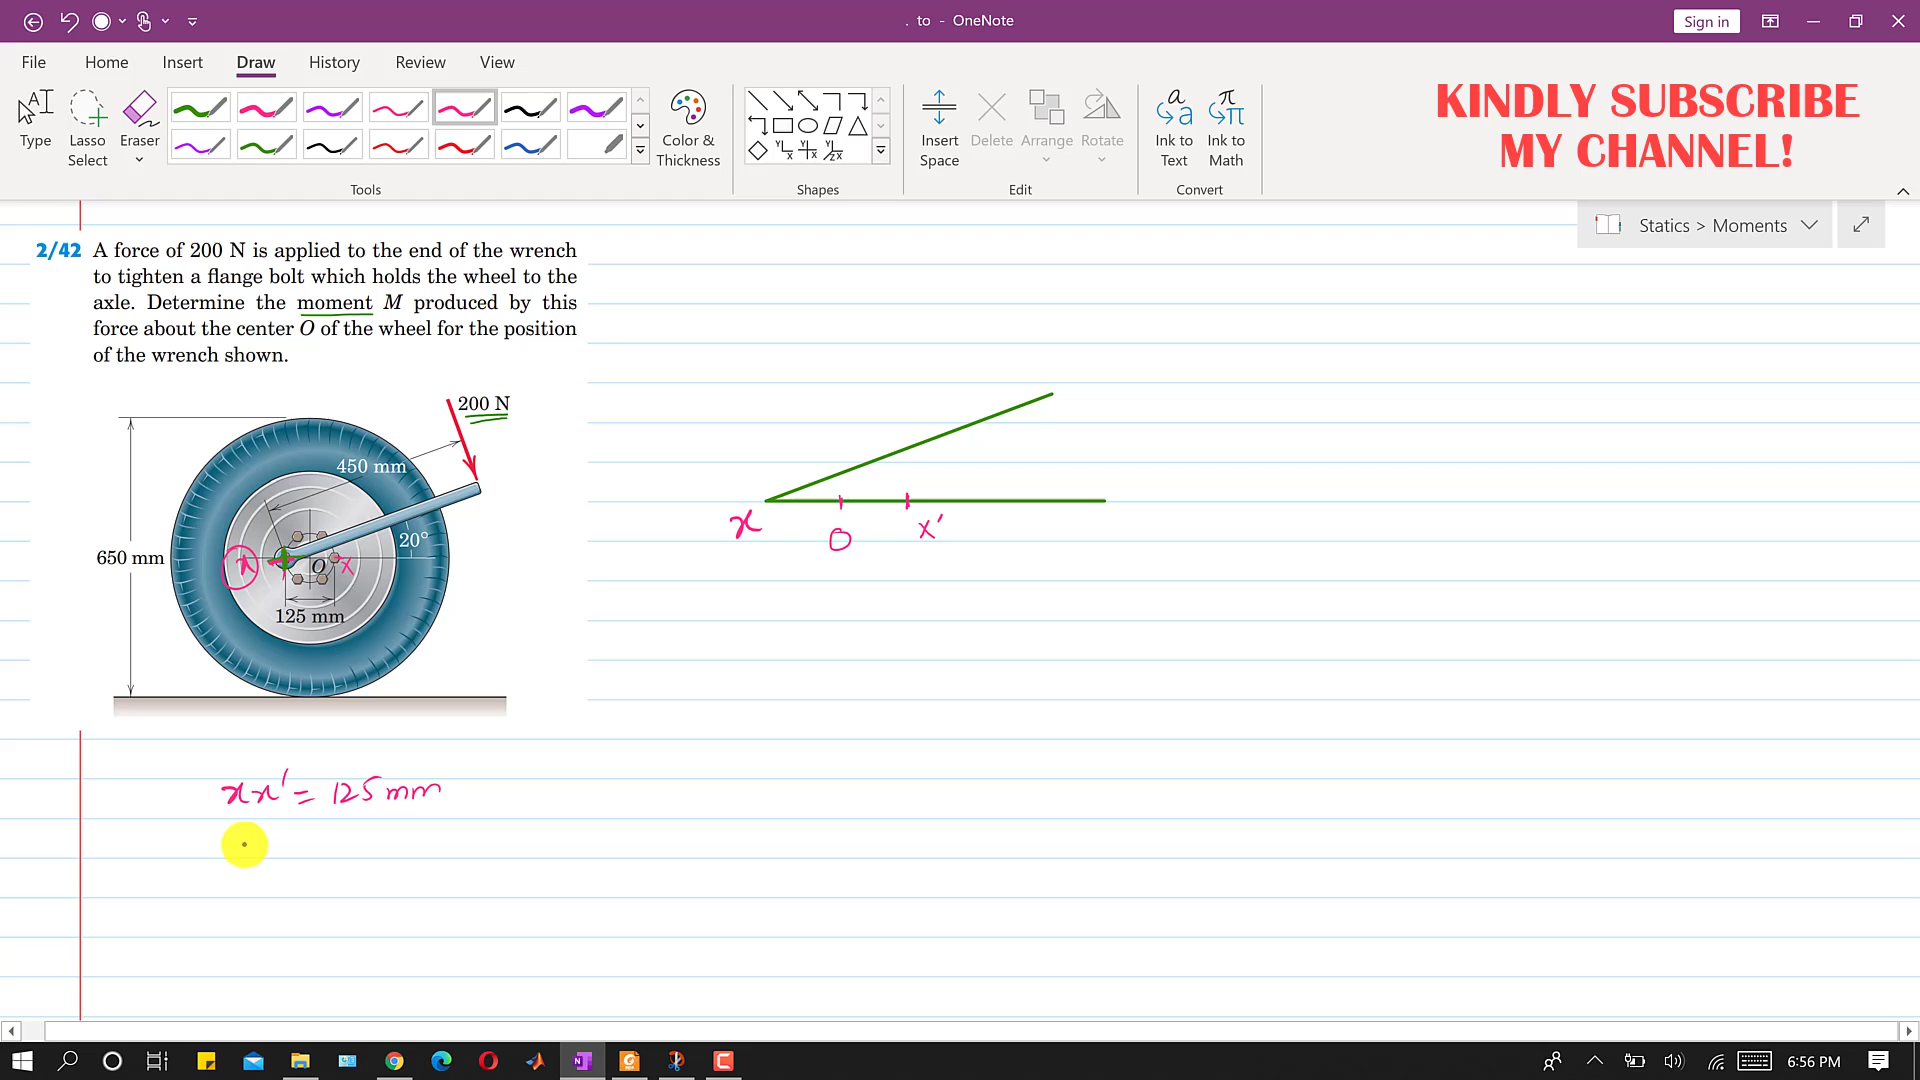 . to - OneNote
Sign in
File Home Insert Draw History Review View
Type
Lasso Select
Eraser
Color & Thickness
Insert Space
Delete
Arrange
Rotate
Ink to Text
Ink to Math
Tools
Shapes
Edit
Convert
KINDLY SUBSCRIBE
MY CHANNEL!
Statics > Moments
2/42 A force of 200 N is applied to the end of the wrench
to tighten a flange bolt which holds the wheel to the
axle. Determine the moment M produced by this
force about the center O of the wheel for the position
of the wrench shown.
200 N
450 mm
20°
650 mm
x
O
x
125 mm
x
O
x'
xx' = 125 mm
6:56 PM